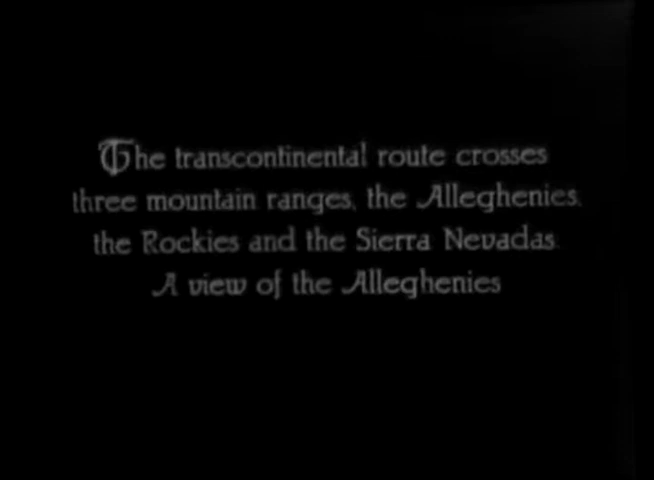 The transcontinental route crosses
three mountain ranges, the Alleghenies,
the Rockies and the Sierra Nevadas.
A view of the Alleghenies